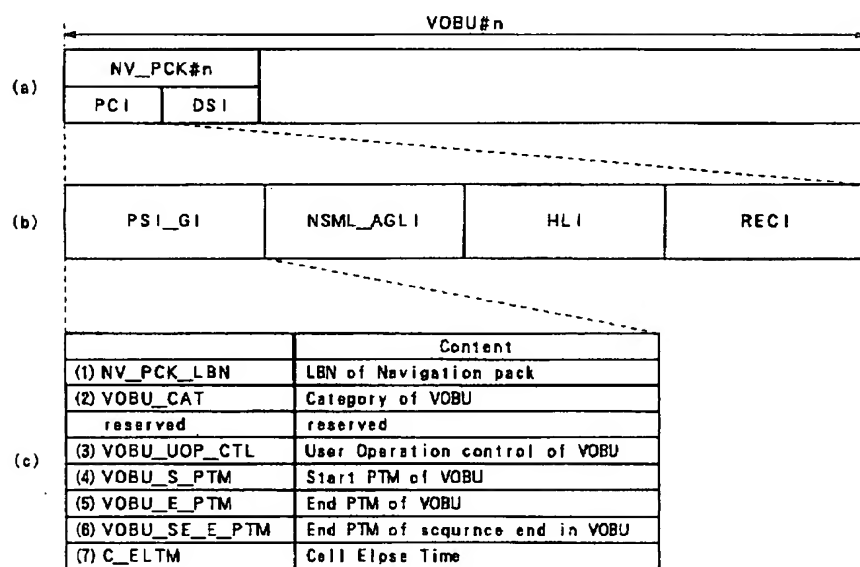 VOBU#n
(a)
NV_PCK#n
PCI DSI
(b)
PSI_GI NSML_AGLI HLI RECI
(c)
Content
(1) NV_PCK_LBN LBN of Navigation pack
(2) VOBU_CAT Category of VOBU
reserved reserved
(3) VOBU_UOP_CTL User Operation control of VOBU
(4) VOBU_S_PTM Start PTM of VOBU
(5) VOBU_E_PTM End PTM of VOBU
(6) VOBU_SE_E_PTM End PTM of squrnce end in VOBU
(7) C_ELTM Cell Elpse Time